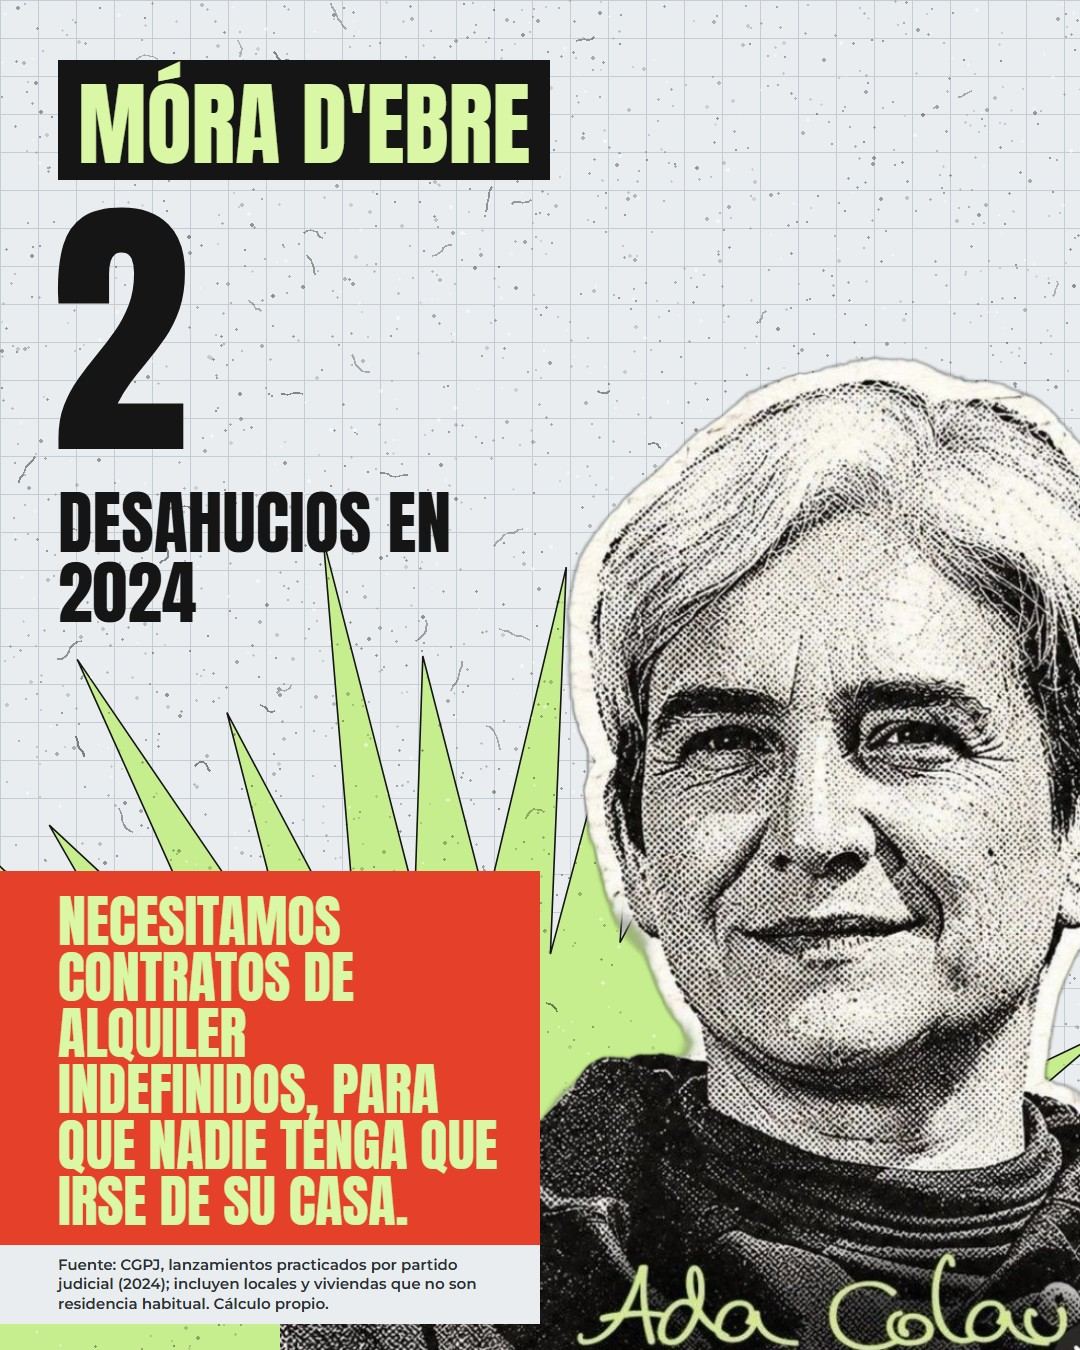 MÓRA D'EBRE
2
DESAHUCIOS EN
2024
NECESITAMOS
CONTRATOS DE
ALQUILER
INDEFINIDOS, PARA
QUE NADIE TENGA QUE
IRSE DE SU CASA.
Fuente: CGPJ, lanzamientos practicados por partido
judicial (2024); incluyen locales y viviendas que no son
residencia habitual. Cálculo propio.
Ada Colau